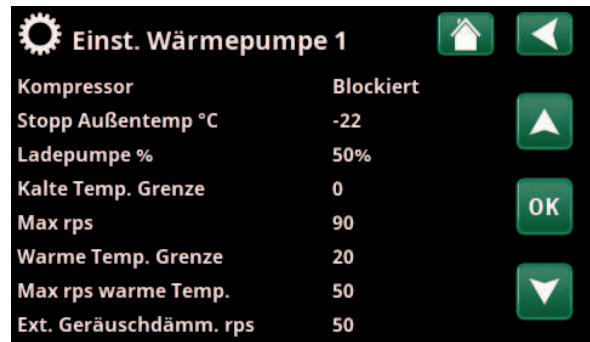 Einst. Wärmepumpe 1
Kompressor Blockiert
Stopp Außentemp °C -22
Ladepumpe % 50%
Kalte Temp. Grenze 0
Max rps 90
Warme Temp. Grenze 20
Max rps warme Temp. 50
Ext. Geräuschdämm. rps 50
OK